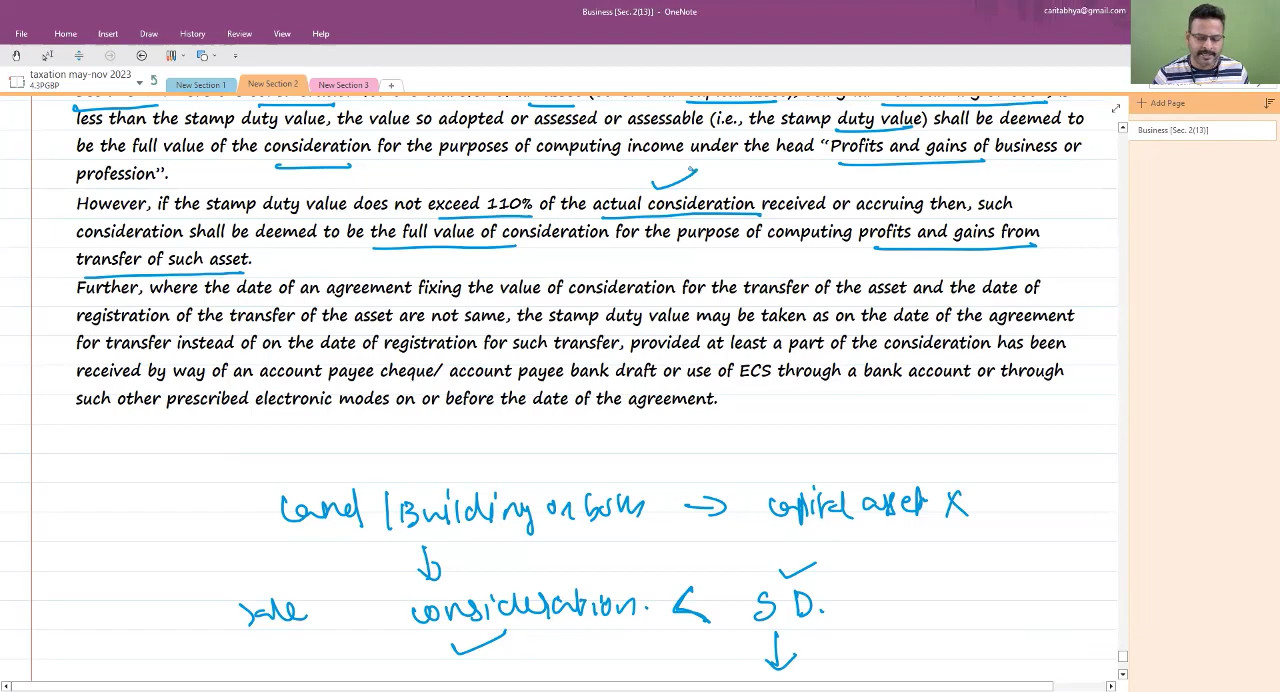 Business [Sec. 2(13)] - OneNote
caritabhya@gmail.com
File Home Insert Draw History Review View Help
taxation may-nov 2023
4.3PGBP
5
New Section 1 New Section 2 New Section 3 +
+ Add Page
Business [Sec. 2(13)]
less than the stamp duty value, the value so adopted or assessed or assessable (i.e., the stamp duty value) shall be deemed to
be the full value of the consideration for the purposes of computing income under the head “Profits and gains of business or
profession”.
However, if the stamp duty value does not exceed 110% of the actual consideration received or accruing then, such
consideration shall be deemed to be the full value of consideration for the purpose of computing profits and gains from
transfer of such asset.
Further, where the date of an agreement fixing the value of consideration for the transfer of the asset and the date of
registration of the transfer of the asset are not same, the stamp duty value may be taken as on the date of the agreement
for transfer instead of on the date of registration for such transfer, provided at least a part of the consideration has been
received by way of an account payee cheque/ account payee bank draft or use of ECS through a bank account or through
such other prescribed electronic modes on or before the date of the agreement.
Land / Building or both → capital asset X
sale consideration. < S D.